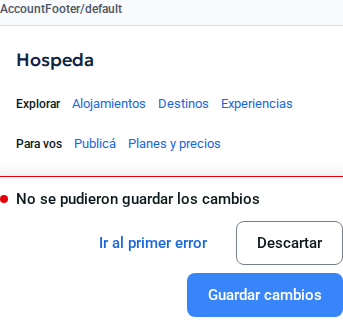 AccountFooter/default
Hospeda
Explorar Alojamientos Destinos Experiencias
Para vos Publicá Planes y precios
No se pudieron guardar los cambios
Ir al primer error Descartar
Guardar cambios